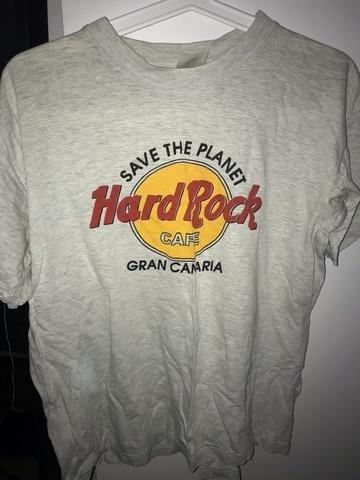 SAVE THE PLANET
Hard Rock
CAFE
GRAN CANARIA